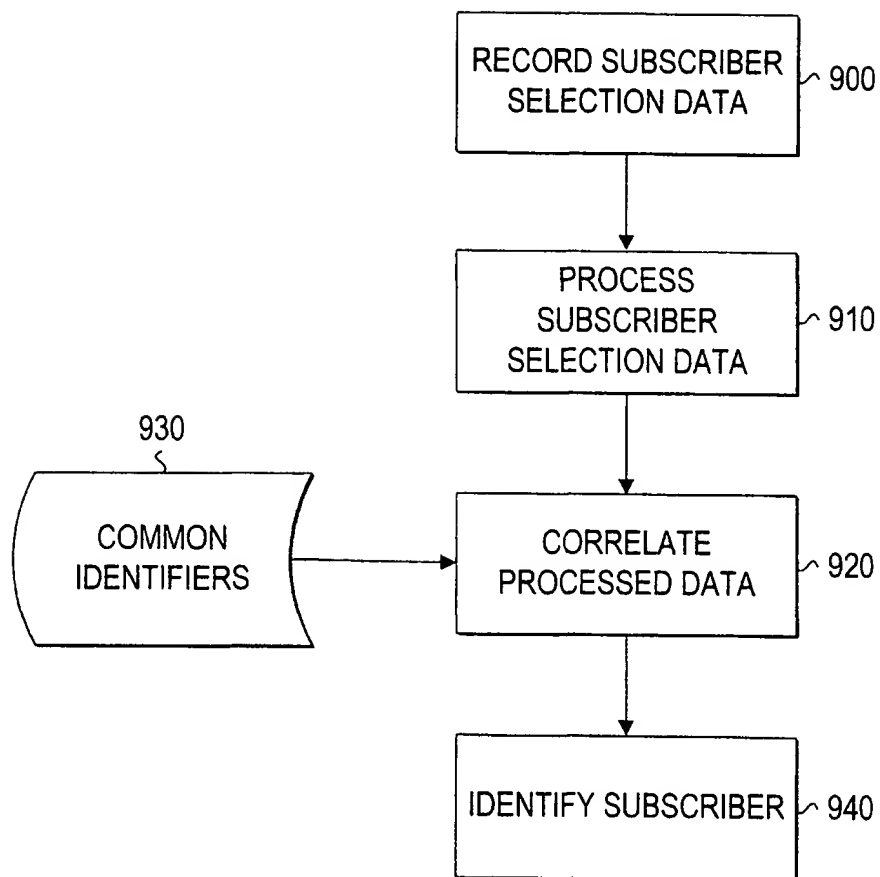 RECORD SUBSCRIBER
SELECTION DATA
900
PROCESS
SUBSCRIBER
SELECTION DATA
910
930
COMMON
IDENTIFIERS
CORRELATE
PROCESSED DATA
920
IDENTIFY SUBSCRIBER
940